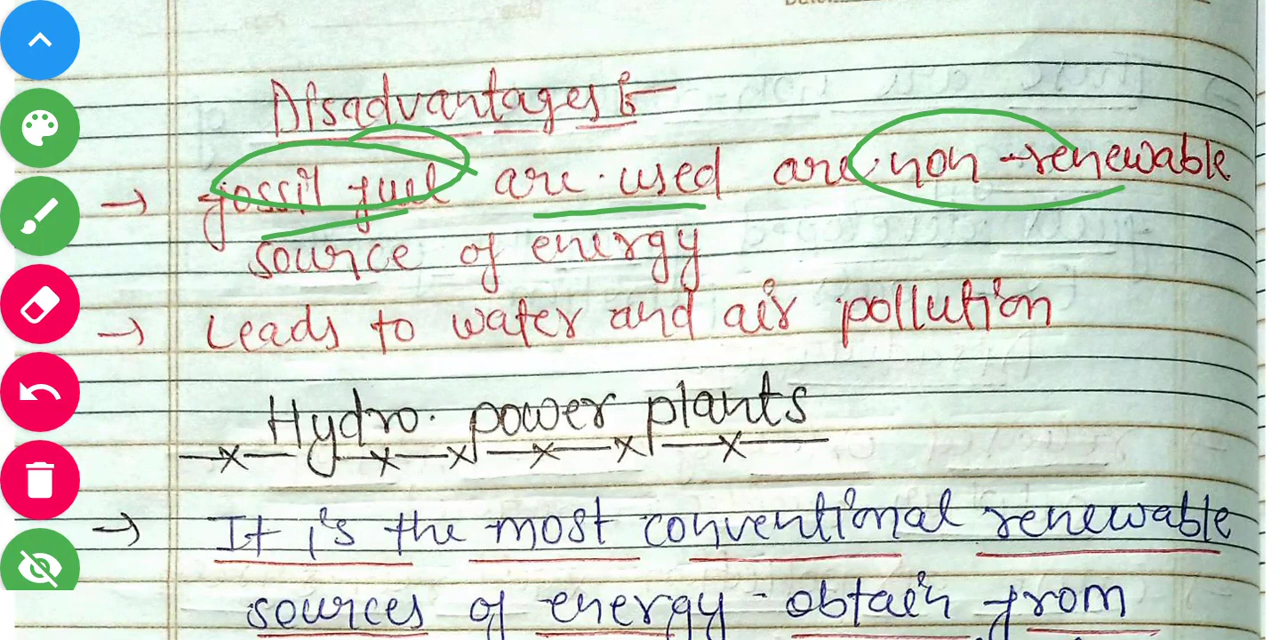 Disadvantages :-
→ fossil fuel are used are non-renewable
source of energy
→ Leads to water and air pollution
Hydro power plants
→ It is the most conventional renewable
sources of energy obtain from